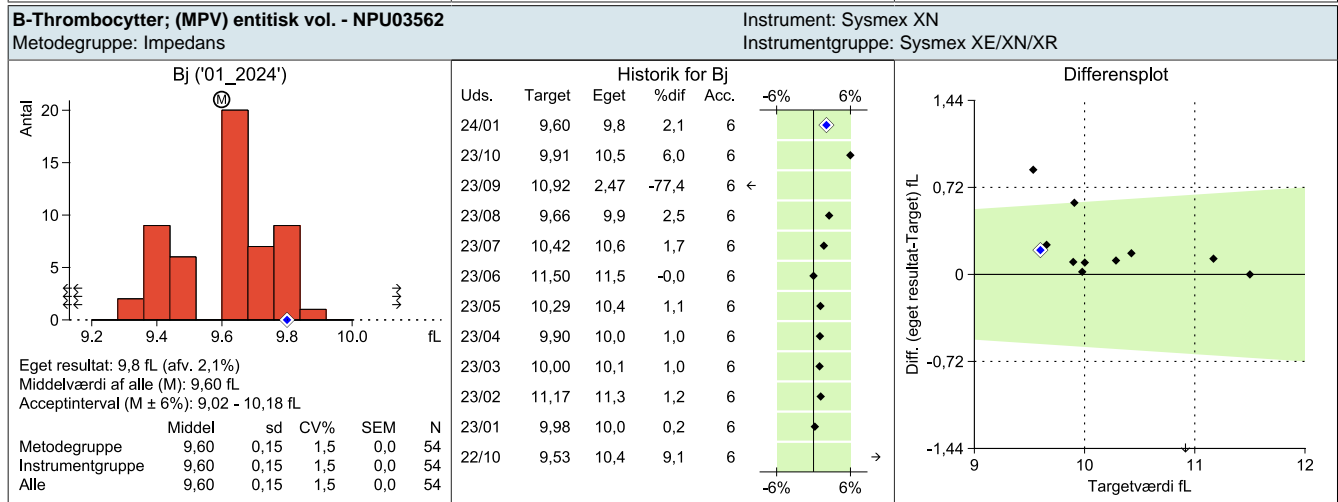 B-Thrombocytter; (MPV) entitisk vol. - NPU03562 Instrument: Sysmex XN
Metodegruppe: Impedans Instrumentgruppe: Sysmex XE/XN/XR
Bj ('01_2024')
M
Antal
20
15
10
5
0
9.2 9.4 9.6 9.8 10.0 fL
Eget resultat: 9,8 fL (afv. 2,1%)
Middelværdi af alle (M): 9,60 fL
Acceptinterval (M ± 6%): 9,02 - 10,18 fL
Middel sd CV% SEM N
Metodegruppe 9,60 0,15 1,5 0,0 54
Instrumentgruppe 9,60 0,15 1,5 0,0 54
Alle 9,60 0,15 1,5 0,0 54
Historik for Bj
Uds. Target Eget %dif Acc. -6% 6%
24/01 9,60 9,8 2,1 6
23/10 9,91 10,5 6,0 6
23/09 10,92 2,47 -77,4 6
23/08 9,66 9,9 2,5 6
23/07 10,42 10,6 1,7 6
23/06 11,50 11,5 -0,0 6
23/05 10,29 10,4 1,1 6
23/04 9,90 10,0 1,0 6
23/03 10,00 10,1 1,0 6
23/02 11,17 11,3 1,2 6
23/01 9,98 10,0 0,2 6
22/10 9,53 10,4 9,1 6
-6% 6%
Differensplot
Diff. (eget resultat-Target) fL
1,44
0,72
0
-0,72
-1,44
9 10 11 12
Targetværdi fL